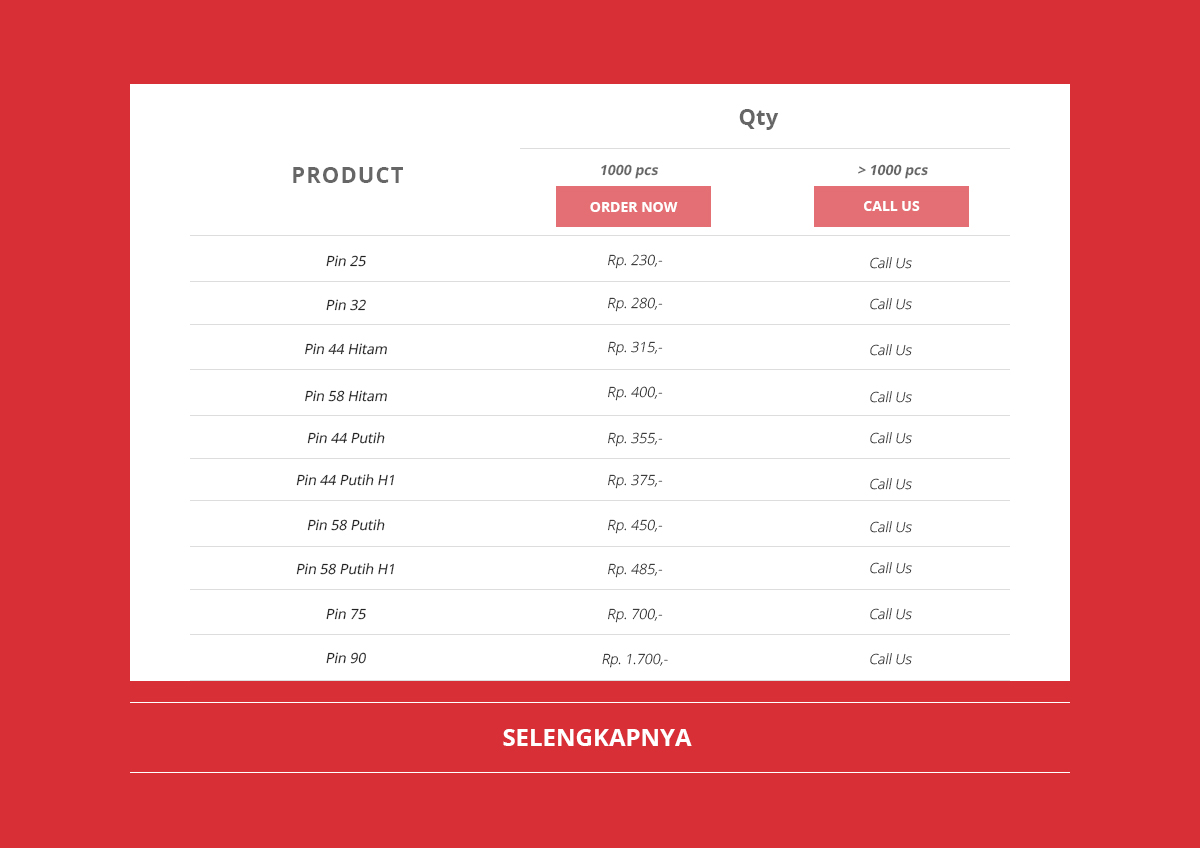 Qty
PRODUCT
1000 pcs
> 1000 pcs
ORDER NOW
CALL US
Pin 25 Rp. 230,- Call Us
Pin 32 Rp. 280,- Call Us
Pin 44 Hitam Rp. 315,- Call Us
Pin 58 Hitam Rp. 400,- Call Us
Pin 44 Putih Rp. 355,- Call Us
Pin 44 Putih H1 Rp. 375,- Call Us
Pin 58 Putih Rp. 450,- Call Us
Pin 58 Putih H1 Rp. 485,- Call Us
Pin 75 Rp. 700,- Call Us
Pin 90 Rp. 1.700,- Call Us
SELENGKAPNYA